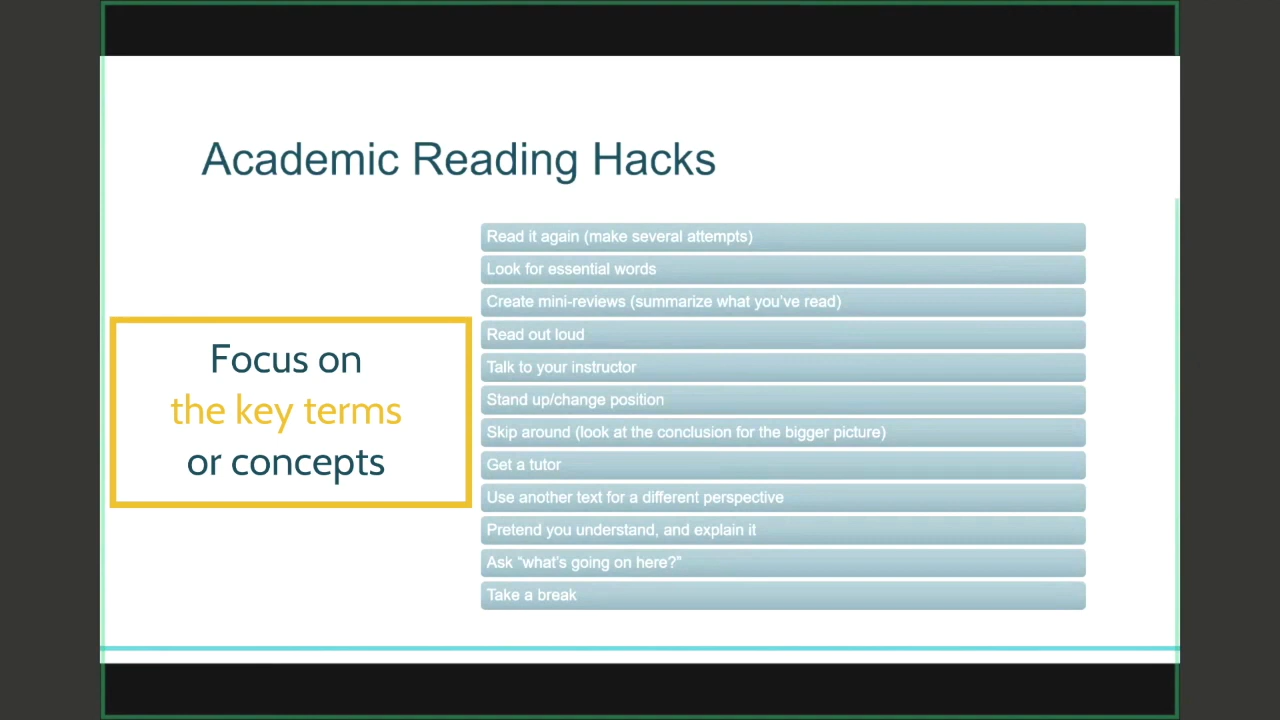 Academic Reading Hacks
Read it again (make several attempts)
Look for essential words
Create mini-reviews (summarize what you've read)
Read out loud
Talk to your instructor
Stand up/change position
Skip around (look at the conclusion for the bigger picture)
Get a tutor
Use another text for a different perspective
Pretend you understand, and explain it
Ask “what's going on here?”
Take a break
Focus on
the key terms
or concepts